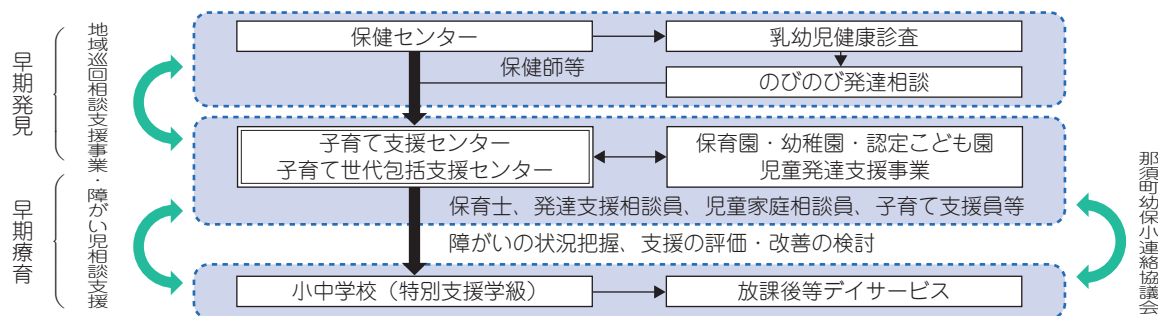 早期発見
早期療育
地域巡回相談支援事業・障がい児相談支援
保健センター
乳幼児健康診査
保健師等
のびのび発達相談
子育て支援センター
子育て世代包括支援センター
保育園・幼稚園・認定こども園
児童発達支援事業
保育士、発達支援相談員、児童家庭相談員、子育て支援員等
障がいの状況把握、支援の評価・改善の検討
小中学校（特別支援学級）
放課後等デイサービス
那須町幼保小連絡協議会